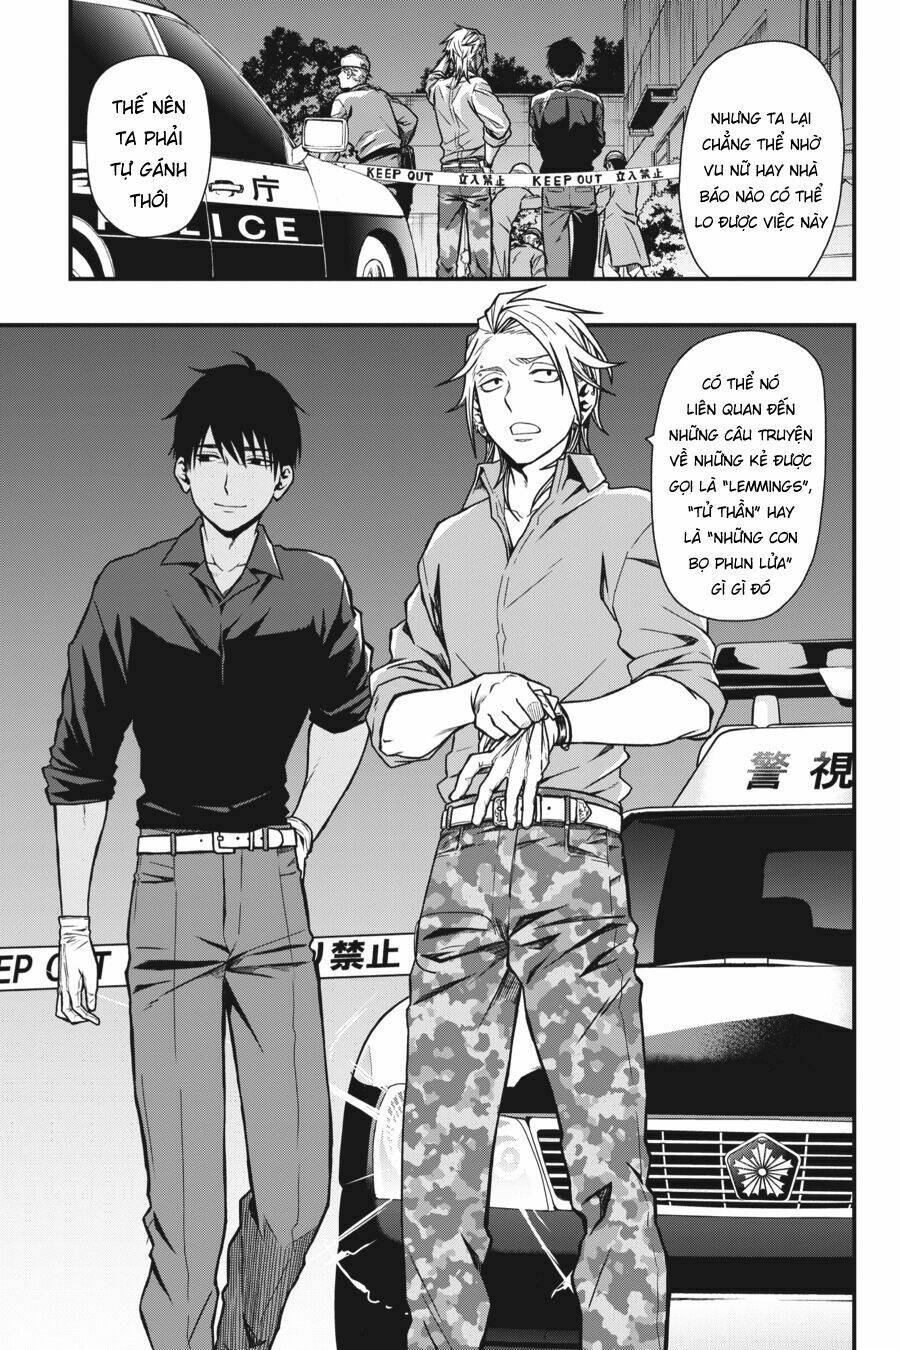 NHƯNG TA LẠI
CHẲNG THỂ NHỜ
VU NỮ HAY NHÀ
BÁO NÀO CÓ THỂ
LO ĐƯỢC VIỆC NÀY
THẾ NÊN
TA PHẢI
TỰ GÁNH
THÔI
KEEP OUT 立入禁止 KEEP OUT 立入禁止
庁
POLICE
CÓ THỂ NÓ
LIÊN QUAN ĐẾN
NHỮNG CÂU TRUYỆN
VỀ NHỮNG KẺ ĐƯỢC
GỌI LÀ "LEMMINGS",
"TỬ THẦN" HAY
LÀ "NHỮNG CON
BỌ PHUN LỬA"
GÌ GÌ ĐÓ
警視
EEP OUT 禁止